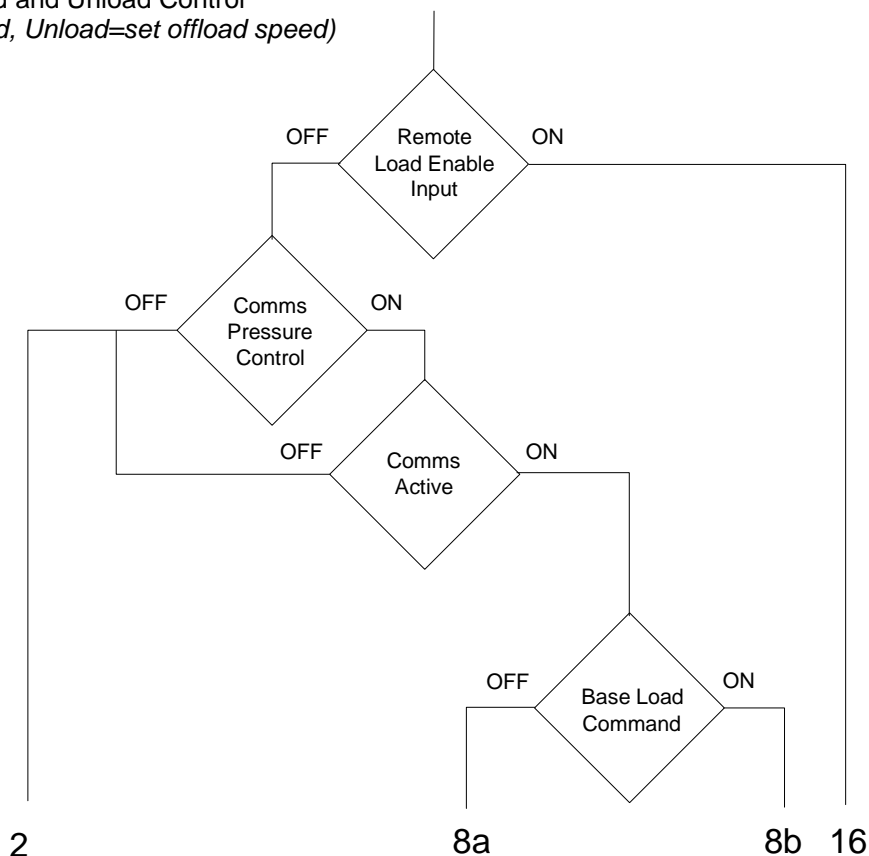 and Unload Control
Unload=set offload speed)
OFF
Remote
Load Enable
Input
ON
OFF
Comms
Pressure
Control
ON
OFF
Comms
Active
ON
OFF
Base Load
Command
ON
2
8a
8b
16